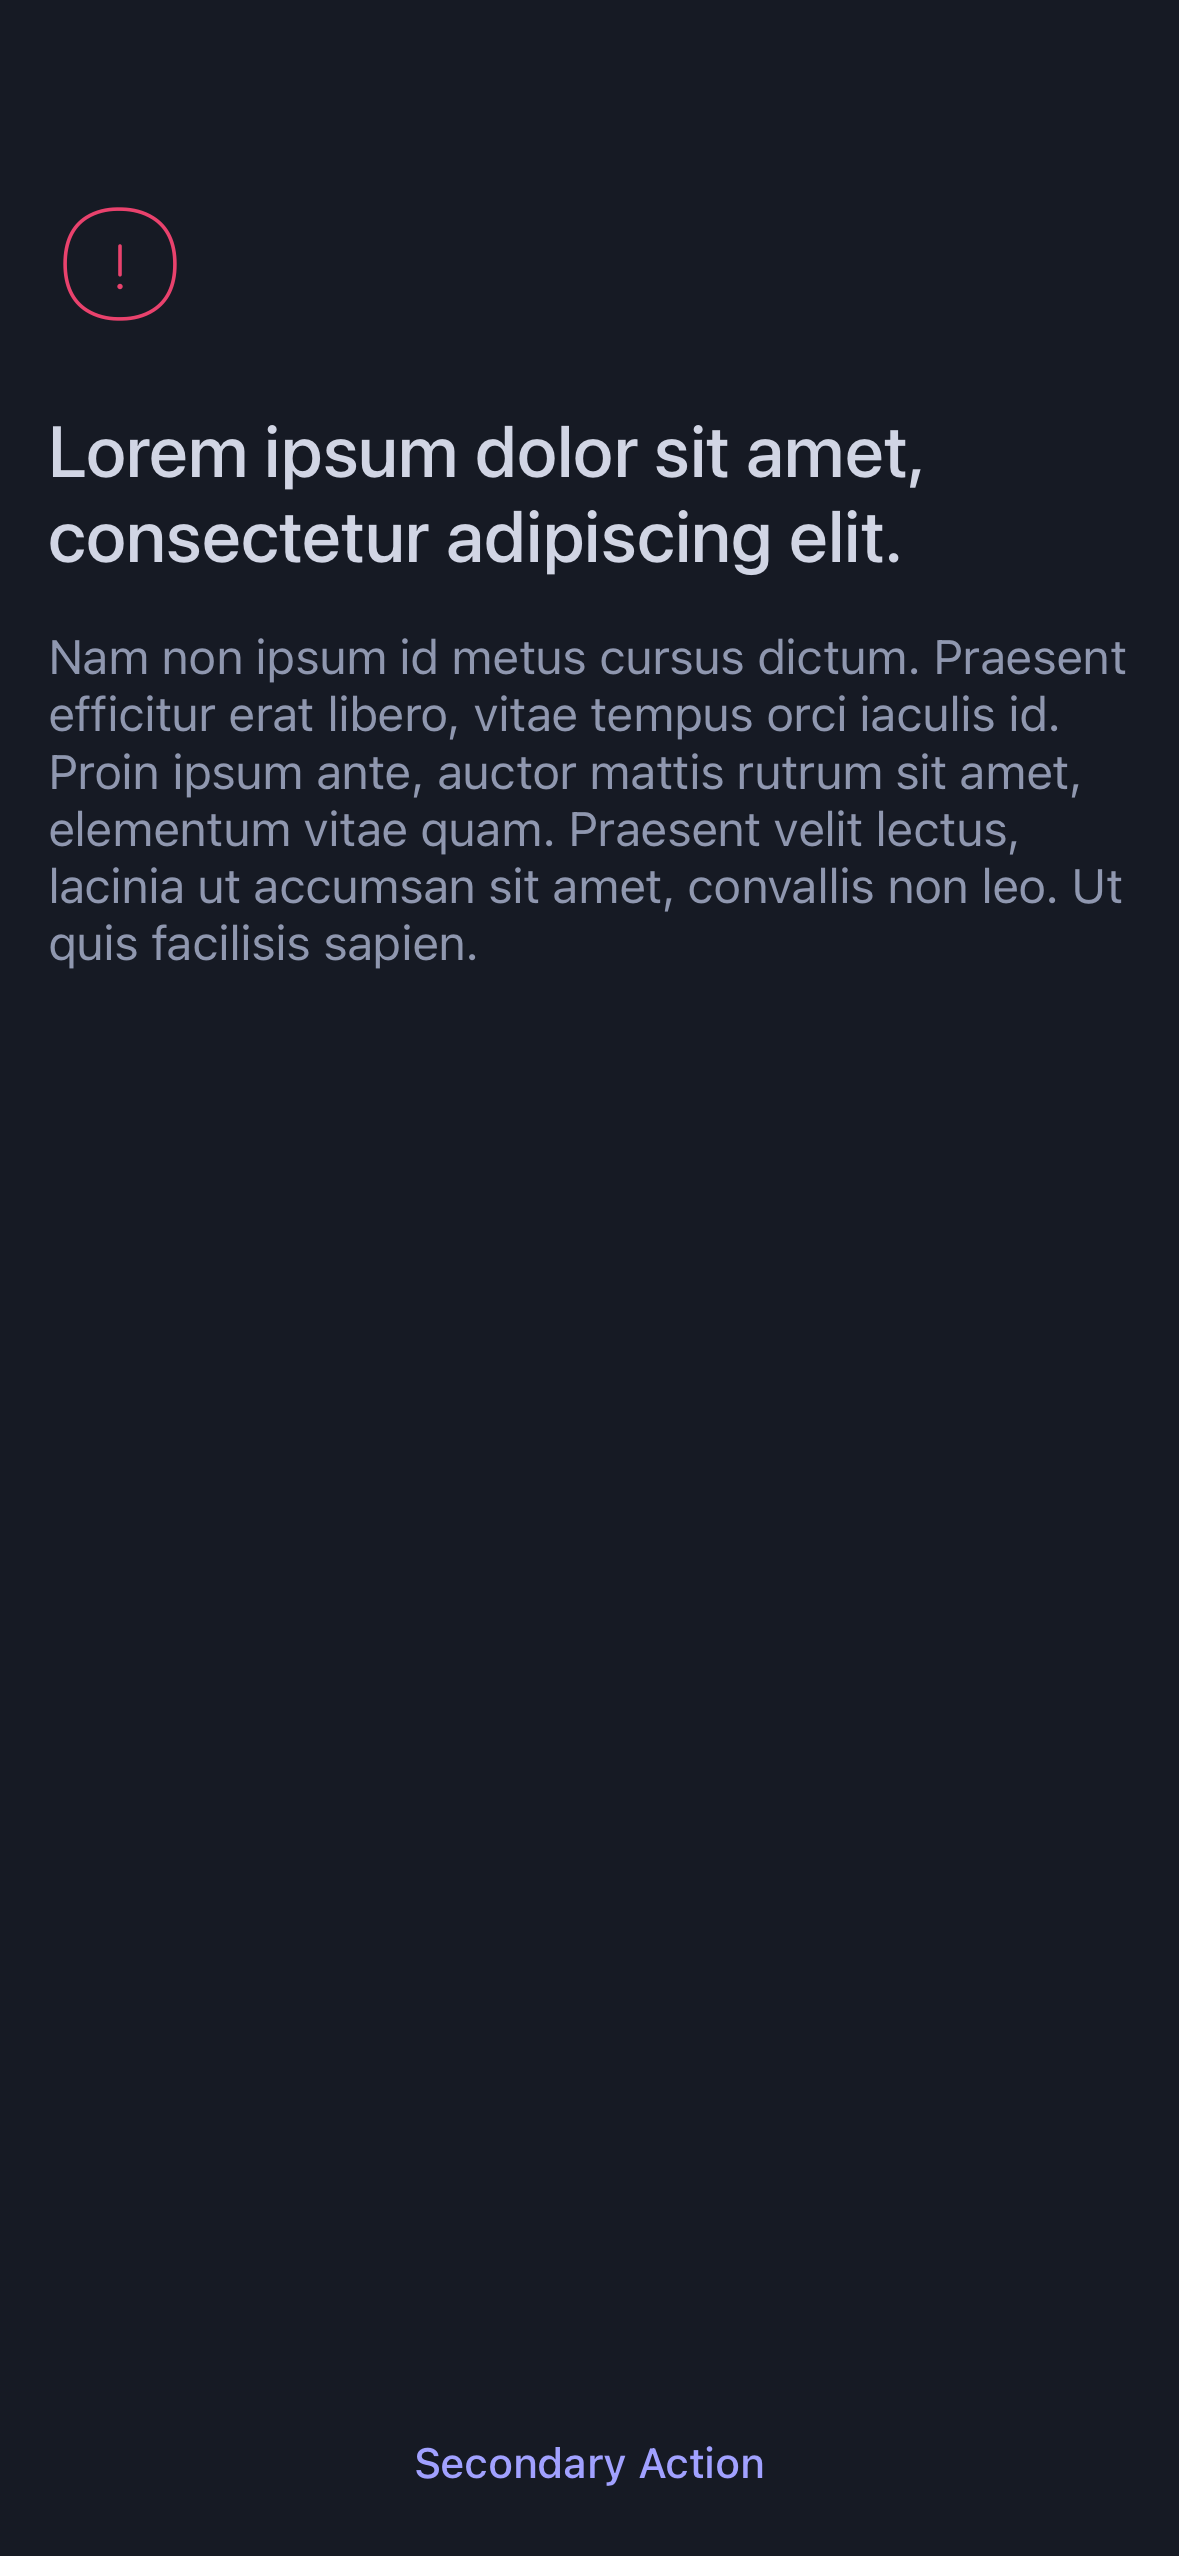 Lorem ipsum dolor sit amet,
consectetur adipiscing elit.
Nam non ipsum id metus cursus dictum. Praesent
efficitur erat libero, vitae tempus orci iaculis id.
Proin ipsum ante, auctor mattis rutrum sit amet,
elementum vitae quam. Praesent velit lectus,
lacinia ut accumsan sit amet, convallis non leo. Ut
quis facilisis sapien.
Secondary Action